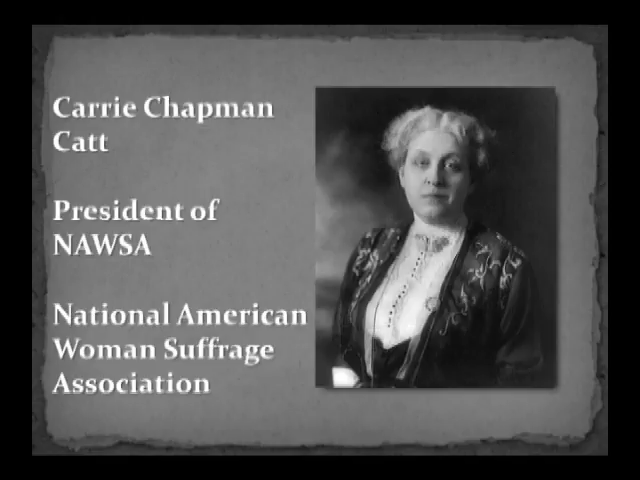 Carrie Chapman
Catt
President of
NAWSA
National American
Woman Suffrage
Association